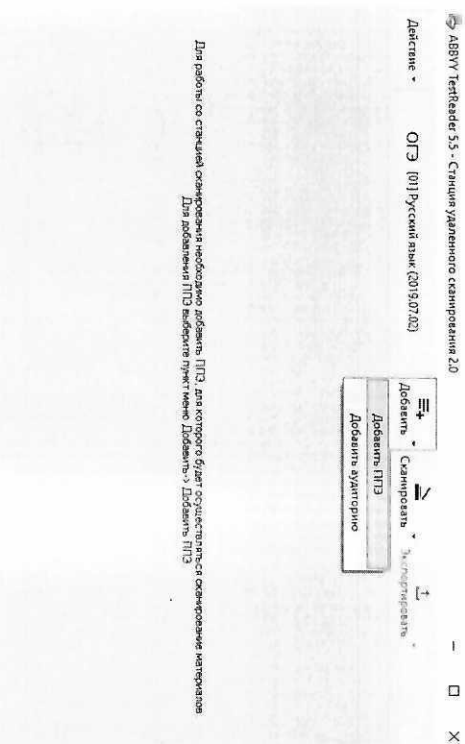 ABBYY TestReader 5.5 - Станция удаленного сканирования 2.0
Действие
ОГЭ [01] Русский язык (2019.07.02)
Добавить
Сканировать
Экспортировать
Добавить ППЭ
Добавить аудиторию
Для работы со станцией сканирования необходимо добавить ППЭ, для которого будет осуществляться сканирование материалов
Для добавления ППЭ выберите пункт меню Добавить-> Добавить ППЭ